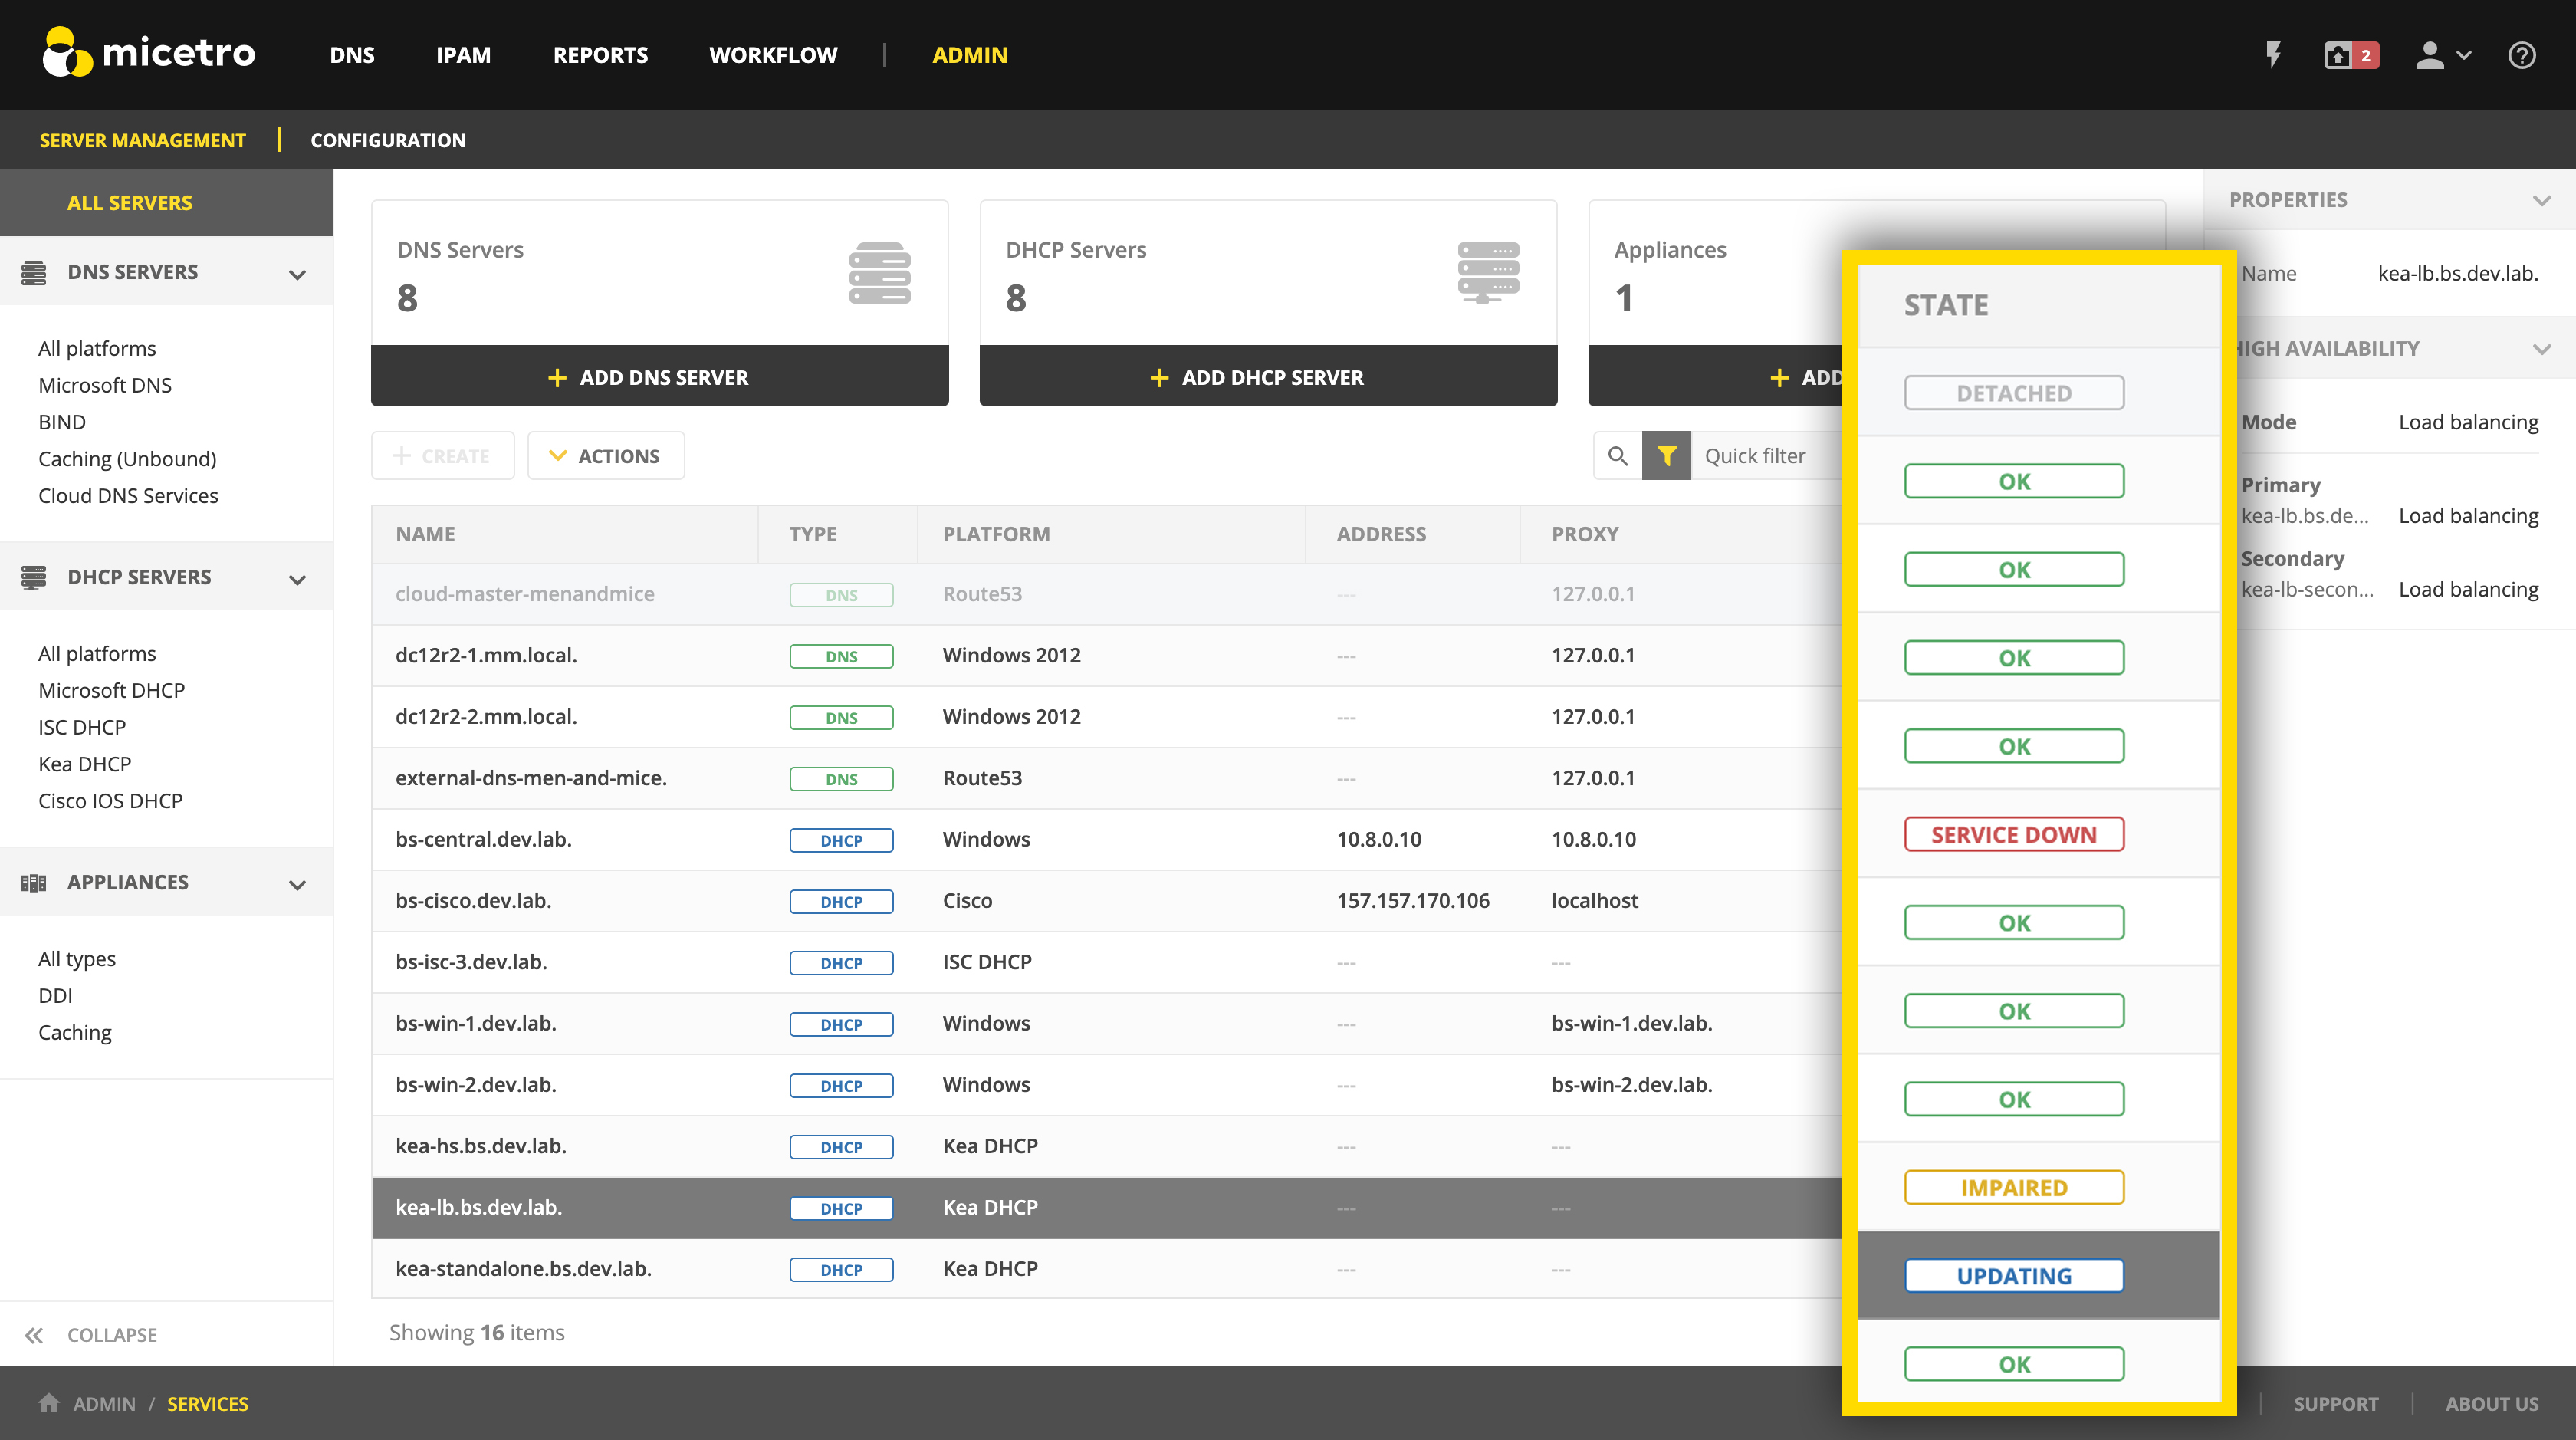 micetro DNS IPAM REPORTS WORKFLOW | ADMIN 2
SERVER MANAGEMENT | CONFIGURATION
ALL SERVERS
DNS SERVERS
All platforms
Microsoft DNS
BIND
Caching (Unbound)
Cloud DNS Services
DHCP SERVERS
All platforms
Microsoft DHCP
ISC DHCP
Kea DHCP
Cisco IOS DHCP
APPLIANCES
All types
DDI
Caching
COLLAPSE
DNS Servers
8
+ ADD DNS SERVER
DHCP Servers
8
+ ADD DHCP SERVER
Appliances
1
+ ADD
+ CREATE ACTIONS Quick filter
NAME TYPE PLATFORM ADDRESS PROXY
cloud-master-menandmice DNS Route53 --- 127.0.0.1
dc12r2-1.mm.local. DNS Windows 2012 --- 127.0.0.1
dc12r2-2.mm.local. DNS Windows 2012 --- 127.0.0.1
external-dns-men-and-mice. DNS Route53 --- 127.0.0.1
bs-central.dev.lab. DHCP Windows 10.8.0.10 10.8.0.10
bs-cisco.dev.lab. DHCP Cisco 157.157.170.106 localhost
bs-isc-3.dev.lab. DHCP ISC DHCP --- ---
bs-win-1.dev.lab. DHCP Windows --- bs-win-1.dev.lab.
bs-win-2.dev.lab. DHCP Windows --- bs-win-2.dev.lab.
kea-hs.bs.dev.lab. DHCP Kea DHCP --- ---
kea-lb.bs.dev.lab. DHCP Kea DHCP --- ---
kea-standalone.bs.dev.lab. DHCP Kea DHCP --- ---
Showing 16 items
STATE
DETACHED
OK
OK
OK
OK
SERVICE DOWN
OK
OK
OK
IMPAIRED
UPDATING
OK
PROPERTIES
Name kea-lb.bs.dev.lab.
HIGH AVAILABILITY
Mode Load balancing
Primary
kea-lb.bs.de... Load balancing
Secondary
kea-lb-secon... Load balancing
ADMIN / SERVICES
SUPPORT | ABOUT US